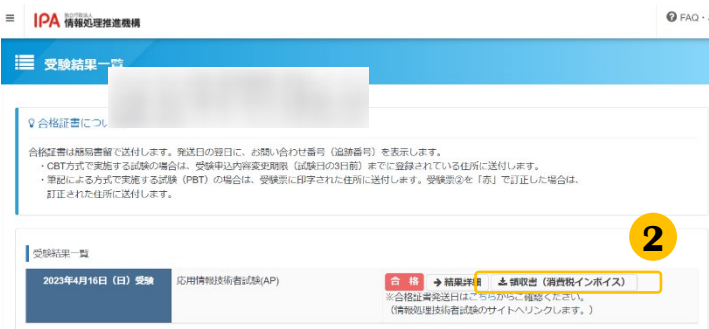 ≡ IPA 独立行政法人 情報処理推進機構 FAQ・
受験結果一覧
合格証書につい
合格証書は簡易書留で送付します。発送日の翌日に、お問い合わせ番号（追跡番号）を表示します。
・CBT方式で実施する試験の場合は、受験申込内容変更期限（試験日の3日前）までに登録されている住所に送付します。
・筆記による方式で実施する試験（PBT）の場合は、受験票に印字された住所に送付します。受験票②を「赤」で訂正した場合は、
訂正された住所に送付します。
2
受験結果一覧
2023年4月16日（日）受験 応用情報技術者試験(AP) 合格 →結果詳細 領収書（消費税インボイス）
※合格証書発送日はこちらからご確認ください。
（情報処理技術者試験のサイトへリンクします。）